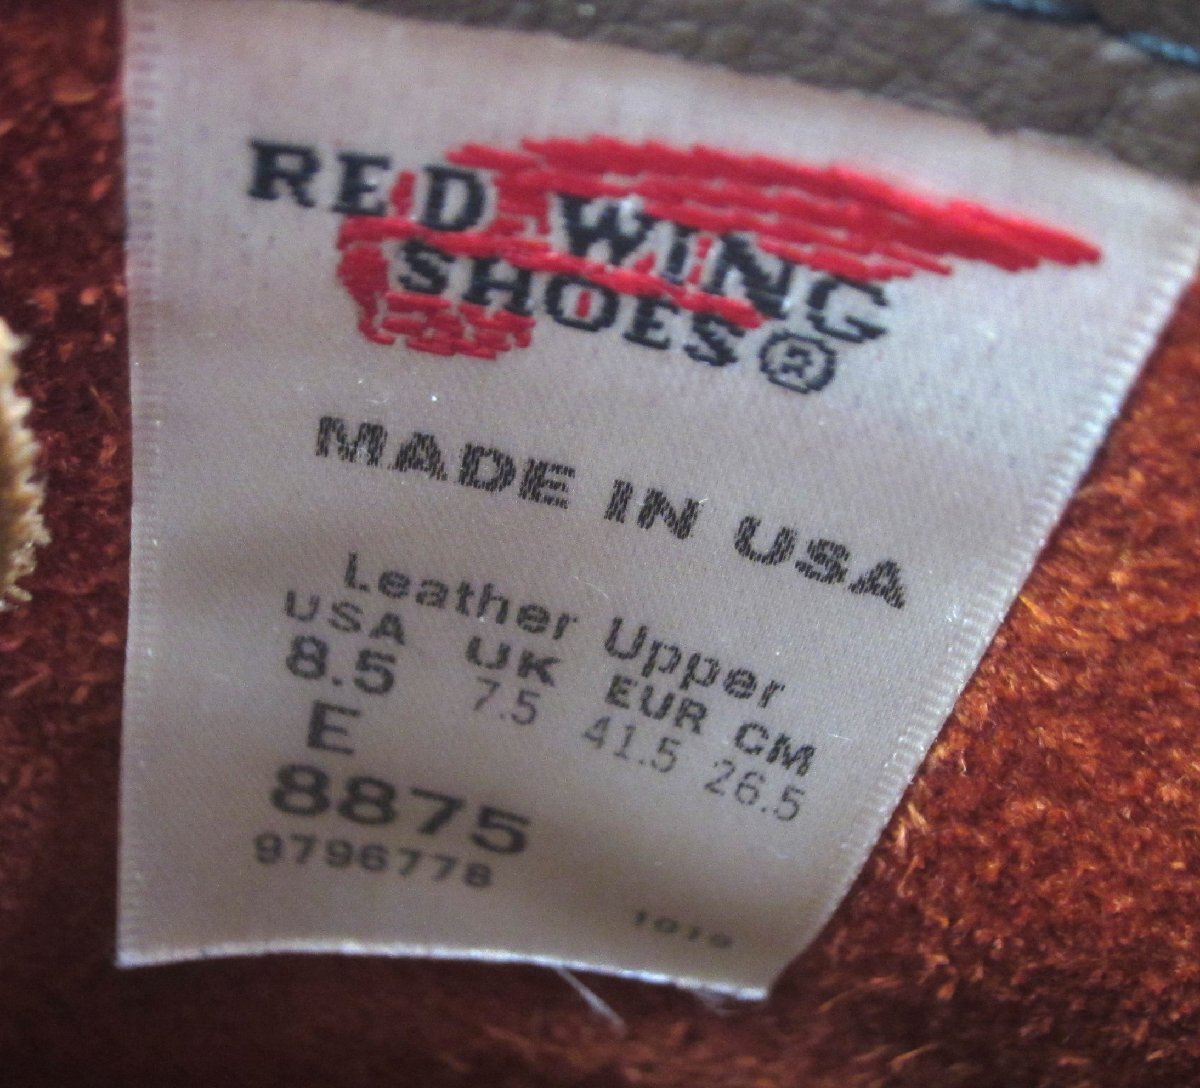 RED WING
SHOES®
MADE IN USA
Leather Upper
USA UK EUR CM
8.5 7.5 41.5 26.5
E
8875
9796778
1010